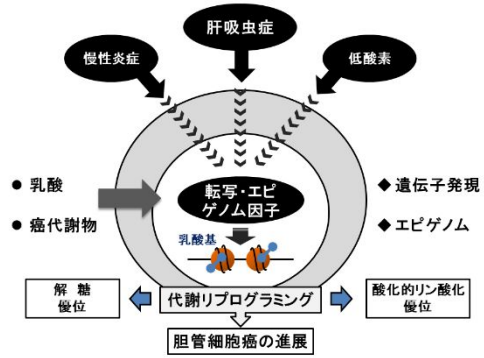 肝吸虫症
慢性炎症
低酸素
● 乳酸
● 癌代謝物
転写・エピ
ゲノム因子
◆ 遺伝子発現
◆ エピゲノム
乳酸基
解 糖
優位
代謝リプログラミング
酸化的リン酸化
優位
胆管細胞癌の進展